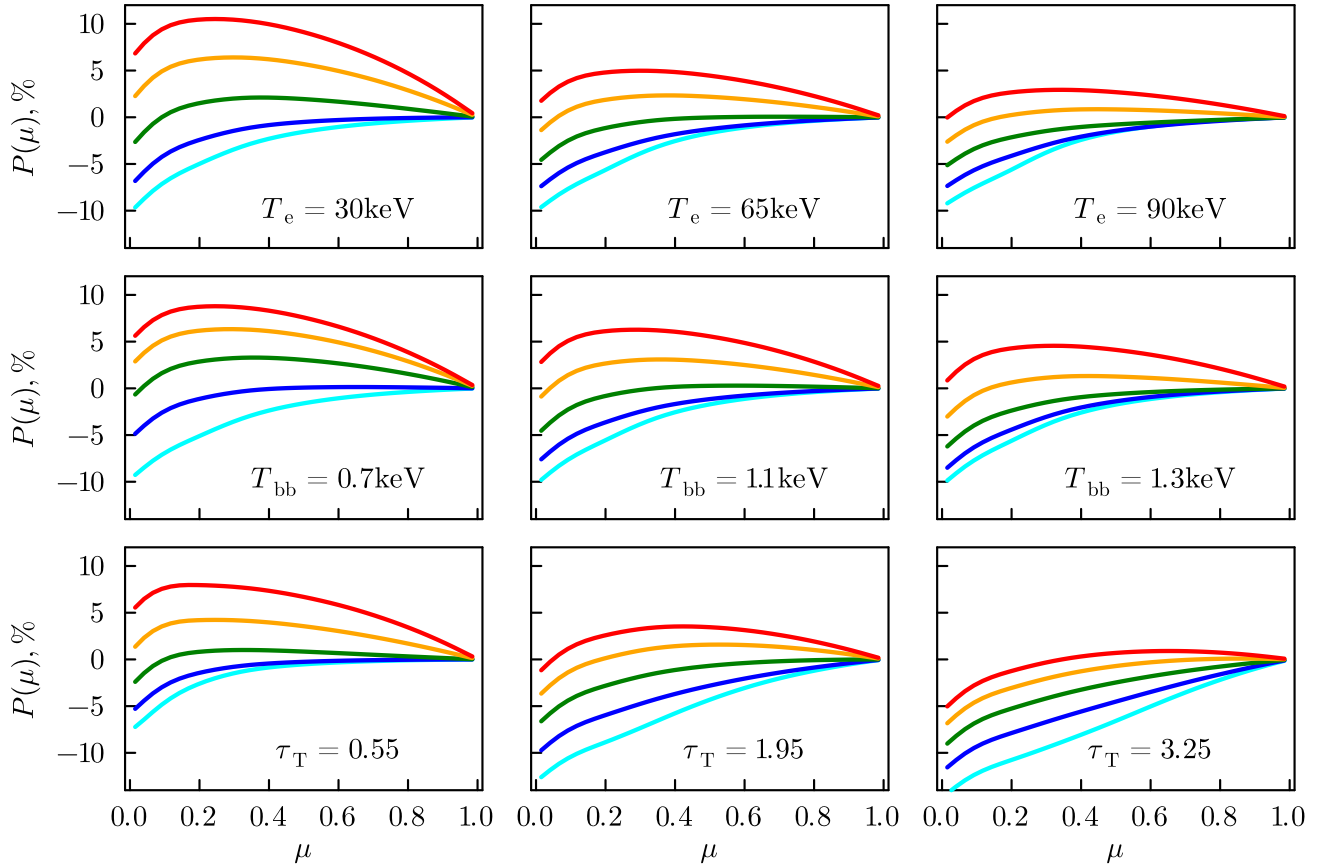 10
5
0
−5
−10
P(μ), %
T_e = 30keV
T_e = 65keV
T_e = 90keV
10
5
0
−5
−10
P(μ), %
T_bb = 0.7keV
T_bb = 1.1keV
T_bb = 1.3keV
10
5
0
−5
−10
P(μ), %
τ_T = 0.55
τ_T = 1.95
τ_T = 3.25
0.0 0.2 0.4 0.6 0.8 1.0 0.0 0.2 0.4 0.6 0.8 1.0 0.0 0.2 0.4 0.6 0.8 1.0
μ μ μ